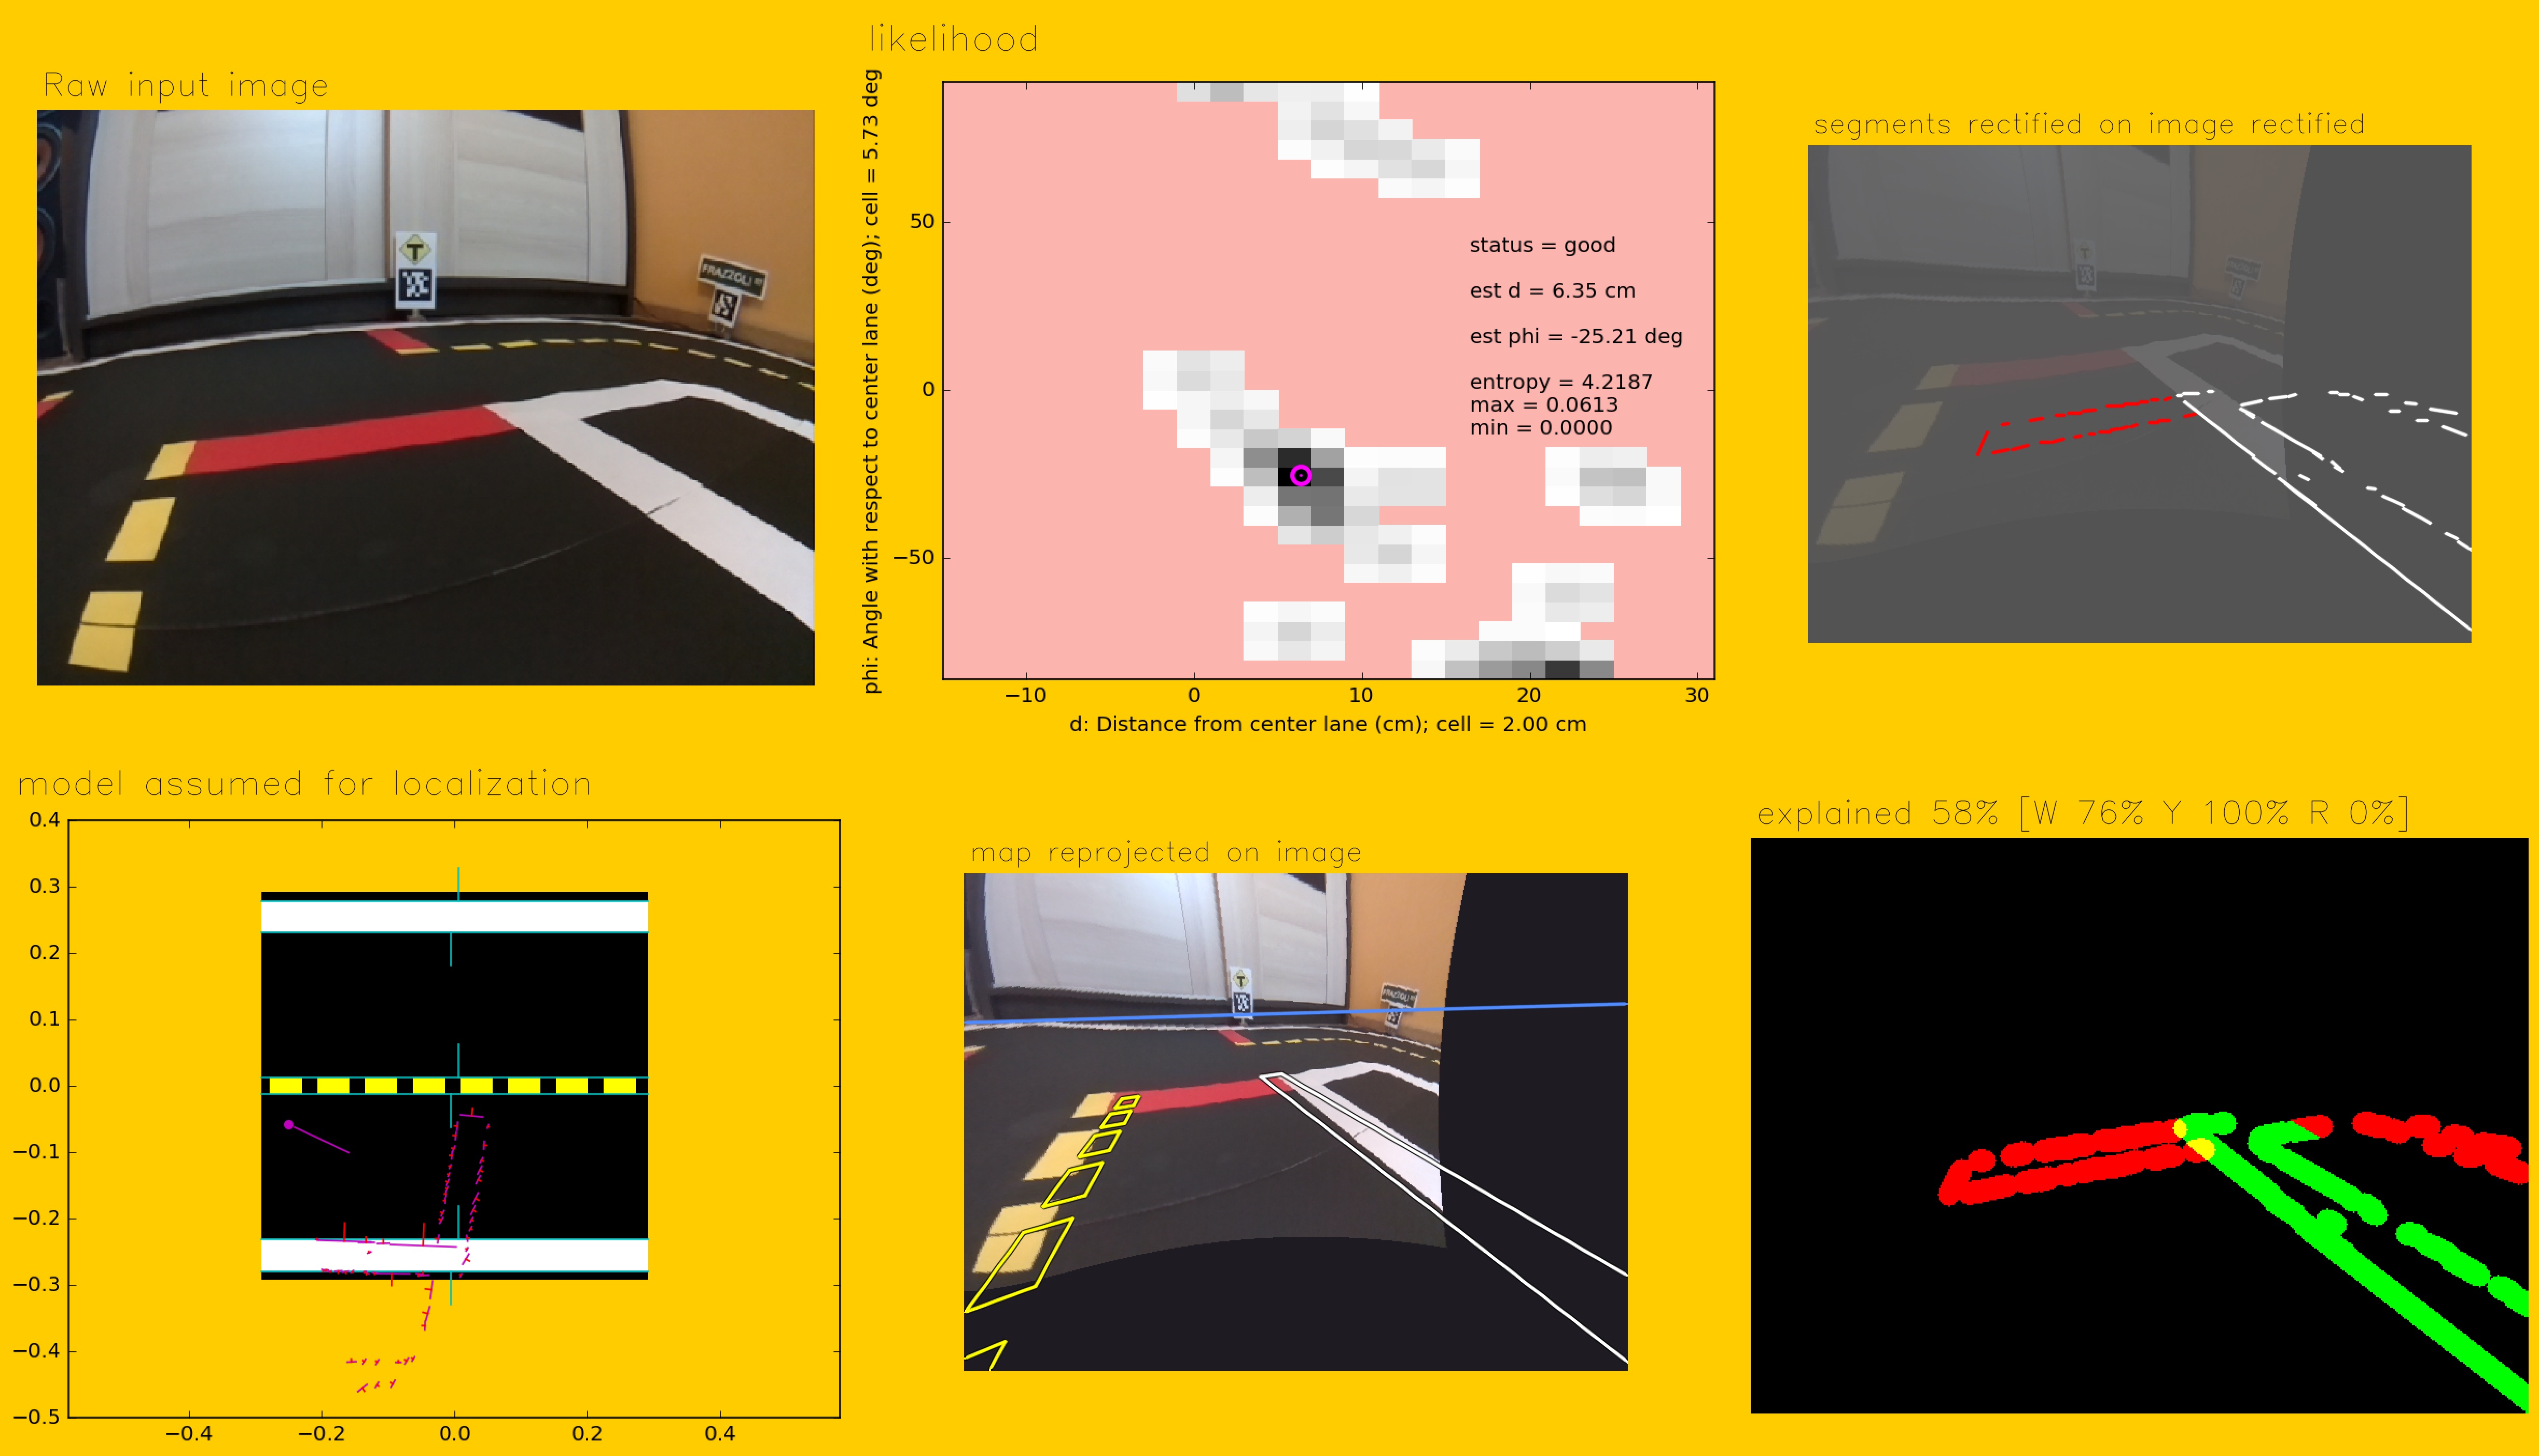 likelihood
Raw input image
segments rectified on image rectified
T
FRAZZOLI ST
phi: Angle with respect to center lane (deg); cell = 5.73 deg
50
0
−50
status = good
est d = 6.35 cm
est phi = -25.21 deg
entropy = 4.2187
max = 0.0613
min = 0.0000
−10 0 10 20 30
d: Distance from center lane (cm); cell = 2.00 cm
model assumed for localization
0.4
0.3
0.2
0.1
0.0
−0.1
−0.2
−0.3
−0.4
−0.5
−0.4 −0.2 0.0 0.2 0.4
map reprojected on image
T
explained 58% [W 76% Y 100% R 0%]